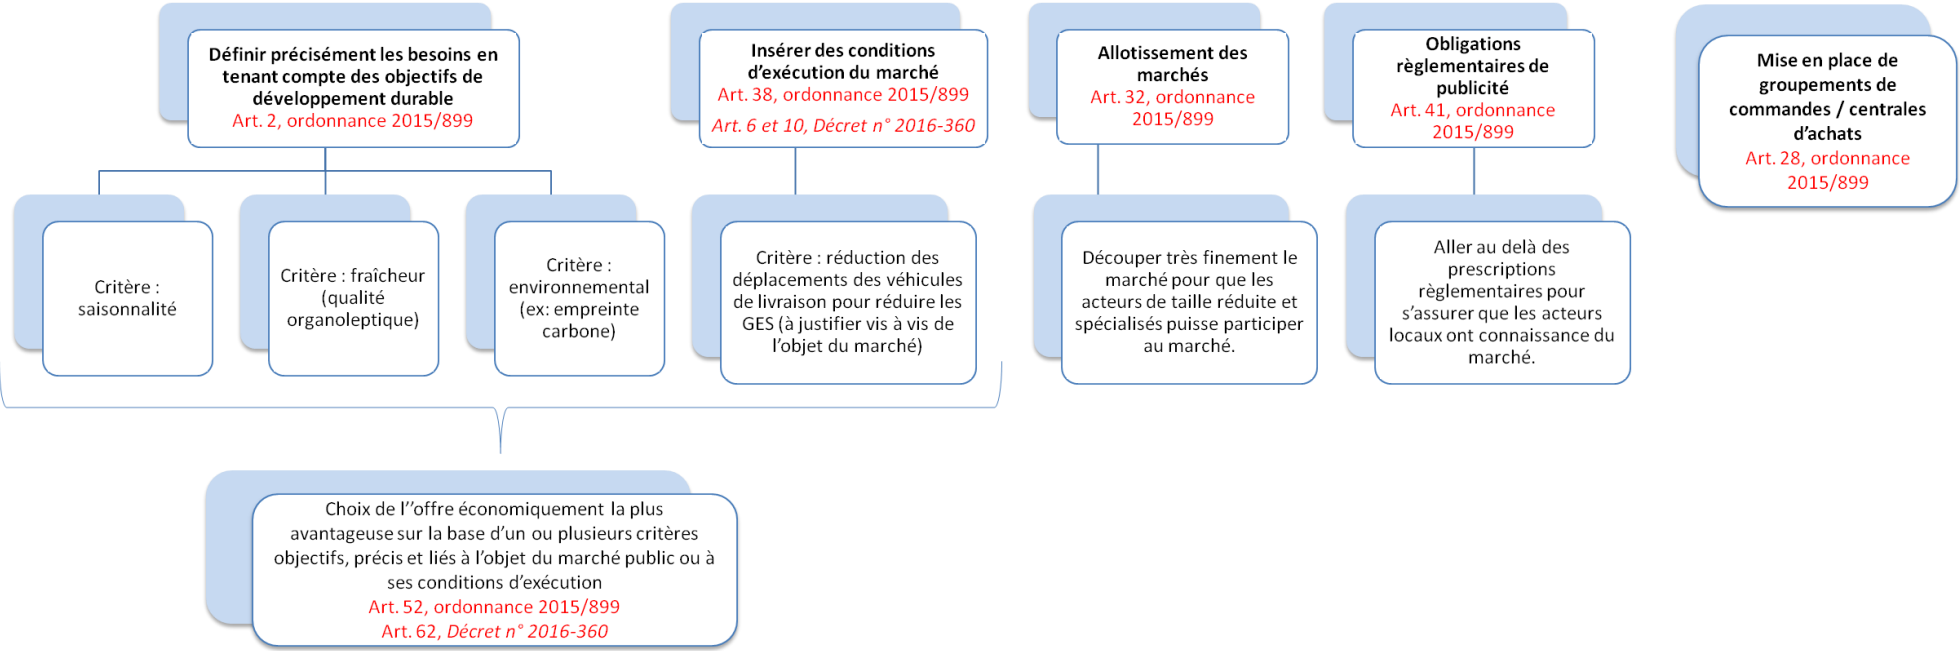 Définir précisément les besoins en
tenant compte des objectifs de
développement durable
Art. 2, ordonnance 2015/899
Insérer des conditions
d'exécution du marché
Art. 38, ordonnance 2015/899
Art. 6 et 10, Décret n° 2016-360
Allotissement des
marchés
Art. 32, ordonnance
2015/899
Obligations
règlementaires de
publicité
Art. 41, ordonnance
2015/899
Mise en place de
groupements de
commandes / centrales
d'achats
Art. 28, ordonnance
2015/899
Critère :
saisonnalité
Critère : fraîcheur
(qualité
organoleptique)
Critère :
environnemental
(ex: empreinte
carbone)
Critère : réduction des
déplacements des véhicules
de livraison pour réduire les
GES (à justifier vis à vis de
l'objet du marché)
Découper très finement le
marché pour que les
acteurs de taille réduite et
spécialisés puisse participer
au marché.
Aller au delà des
prescriptions
règlementaires pour
s'assurer que les acteurs
locaux ont connaissance du
marché.
Choix de l''offre économiquement la plus
avantageuse sur la base d'un ou plusieurs critères
objectifs, précis et liés à l'objet du marché public ou à
ses conditions d'exécution
Art. 52, ordonnance 2015/899
Art. 62, Décret n° 2016-360